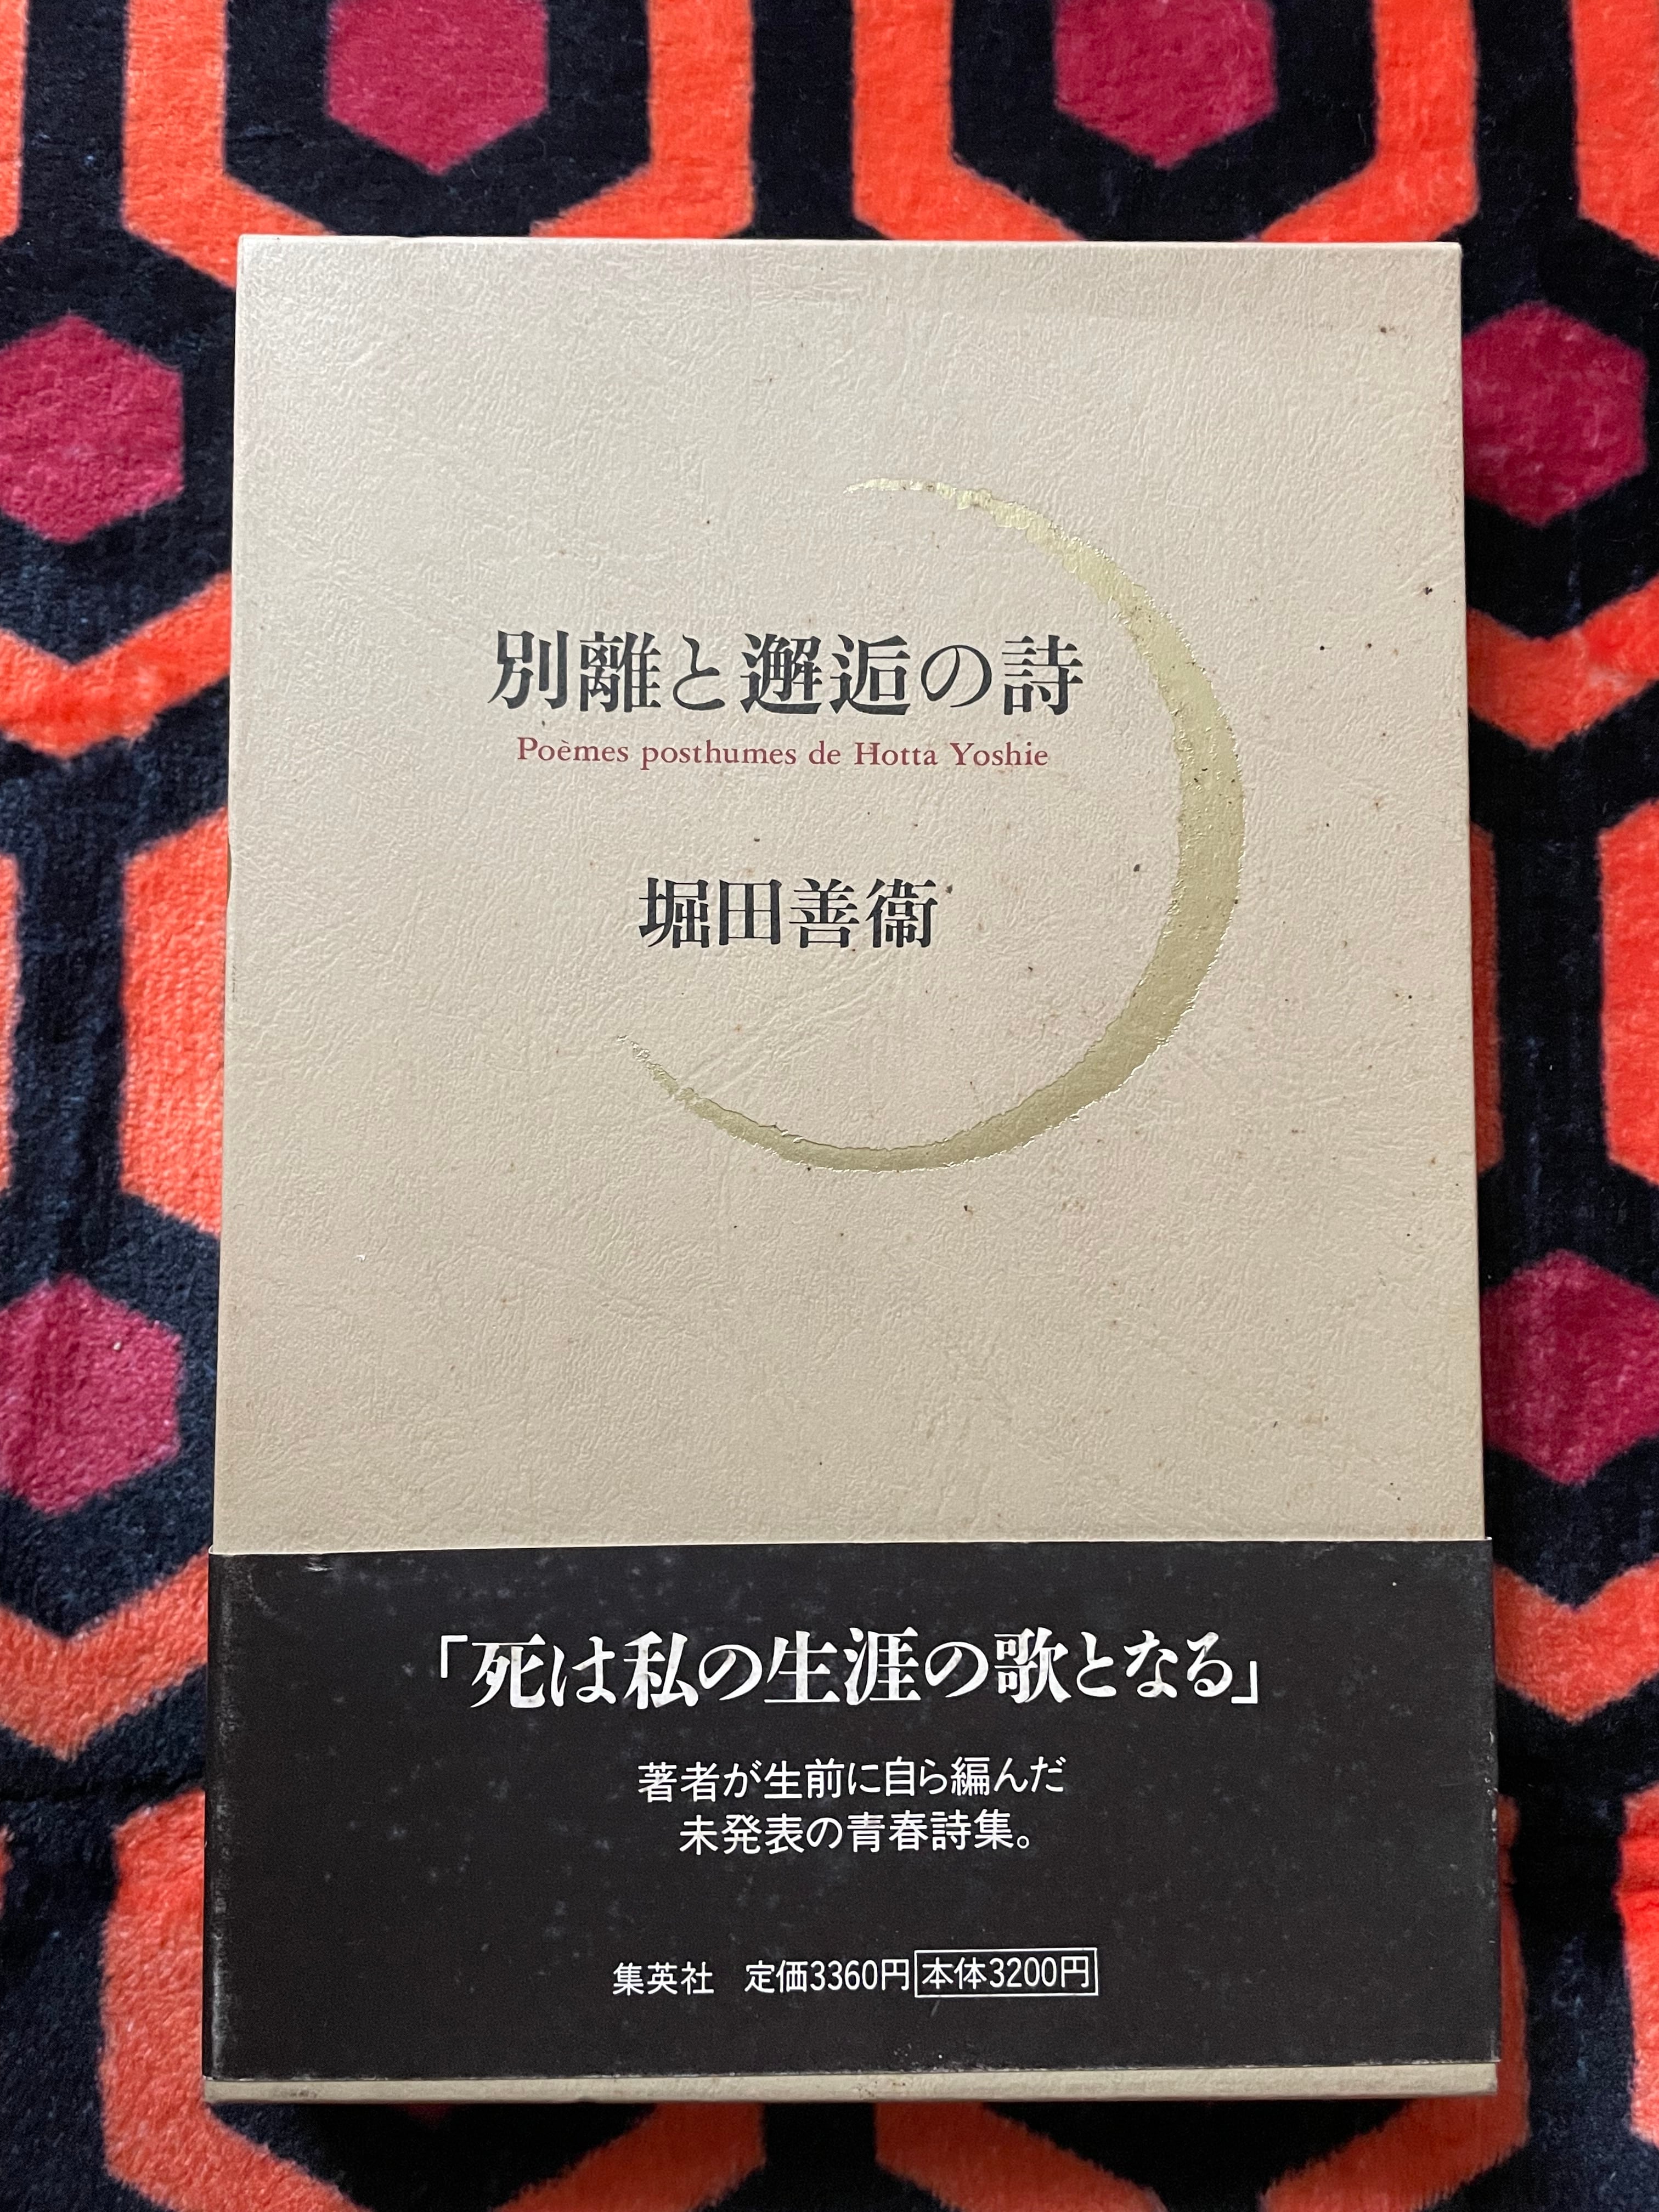 別離と邂逅の詩
Poèmes posthumes de Hotta Yoshie
堀田善衞
「死は私の生涯の歌となる」
著者が生前に自ら編んだ
未発表の青春詩集。
集英社　定価3360円 本体3200円